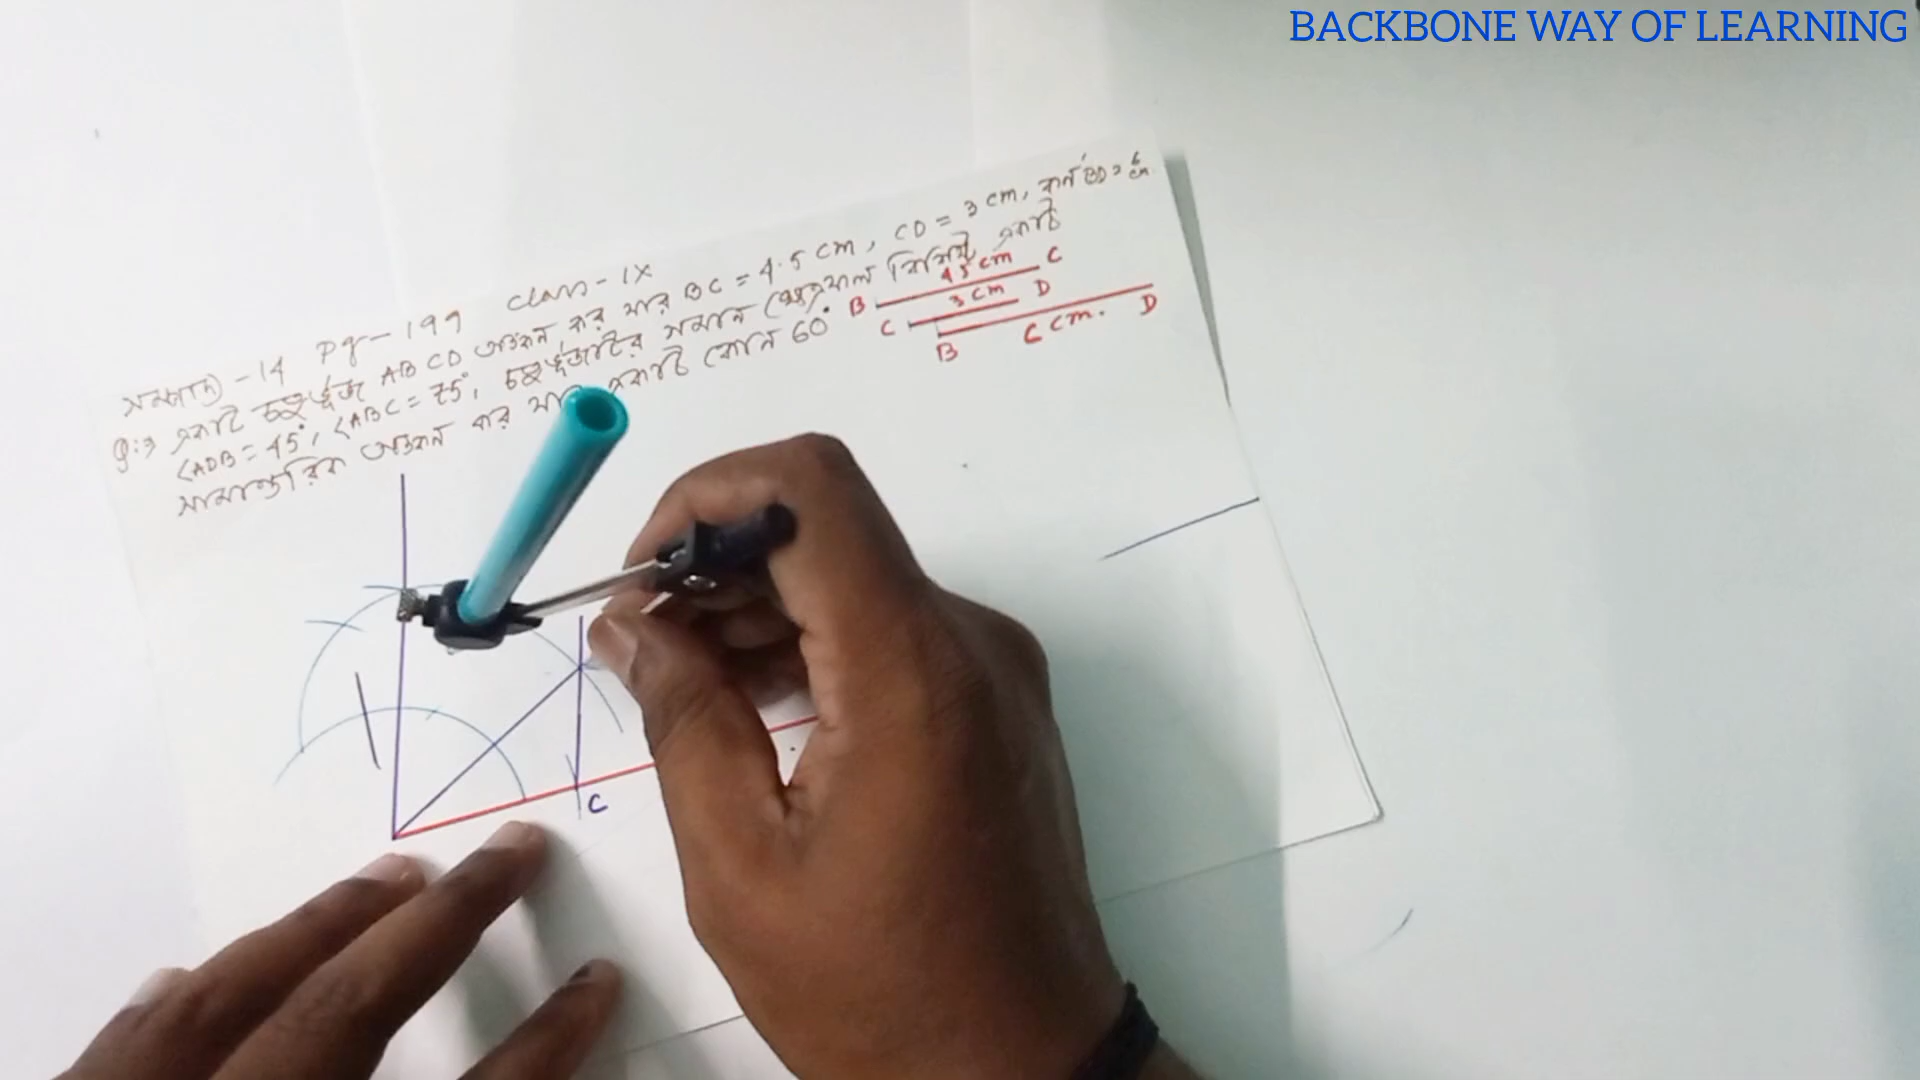 BACKBONE WAY OF LEARNING
সম্পাদ্য -14 Pg-199 Class-IX
Q:3 একটি চতুর্ভুজ ABCD অঙ্কন কর যার BC = 4.5 cm, CD = 3 cm, কর্ণ BD = 6 cm.
∠ADB = 45°, ∠ABC = 75°, চতুর্ভুজটির সমান ক্ষেত্রফল বিশিষ্ট একটি
সামান্তরিক অঙ্কন কর একটি কোন 60°
B 4.5 cm C
C 3 cm D
B 6 cm. D
C